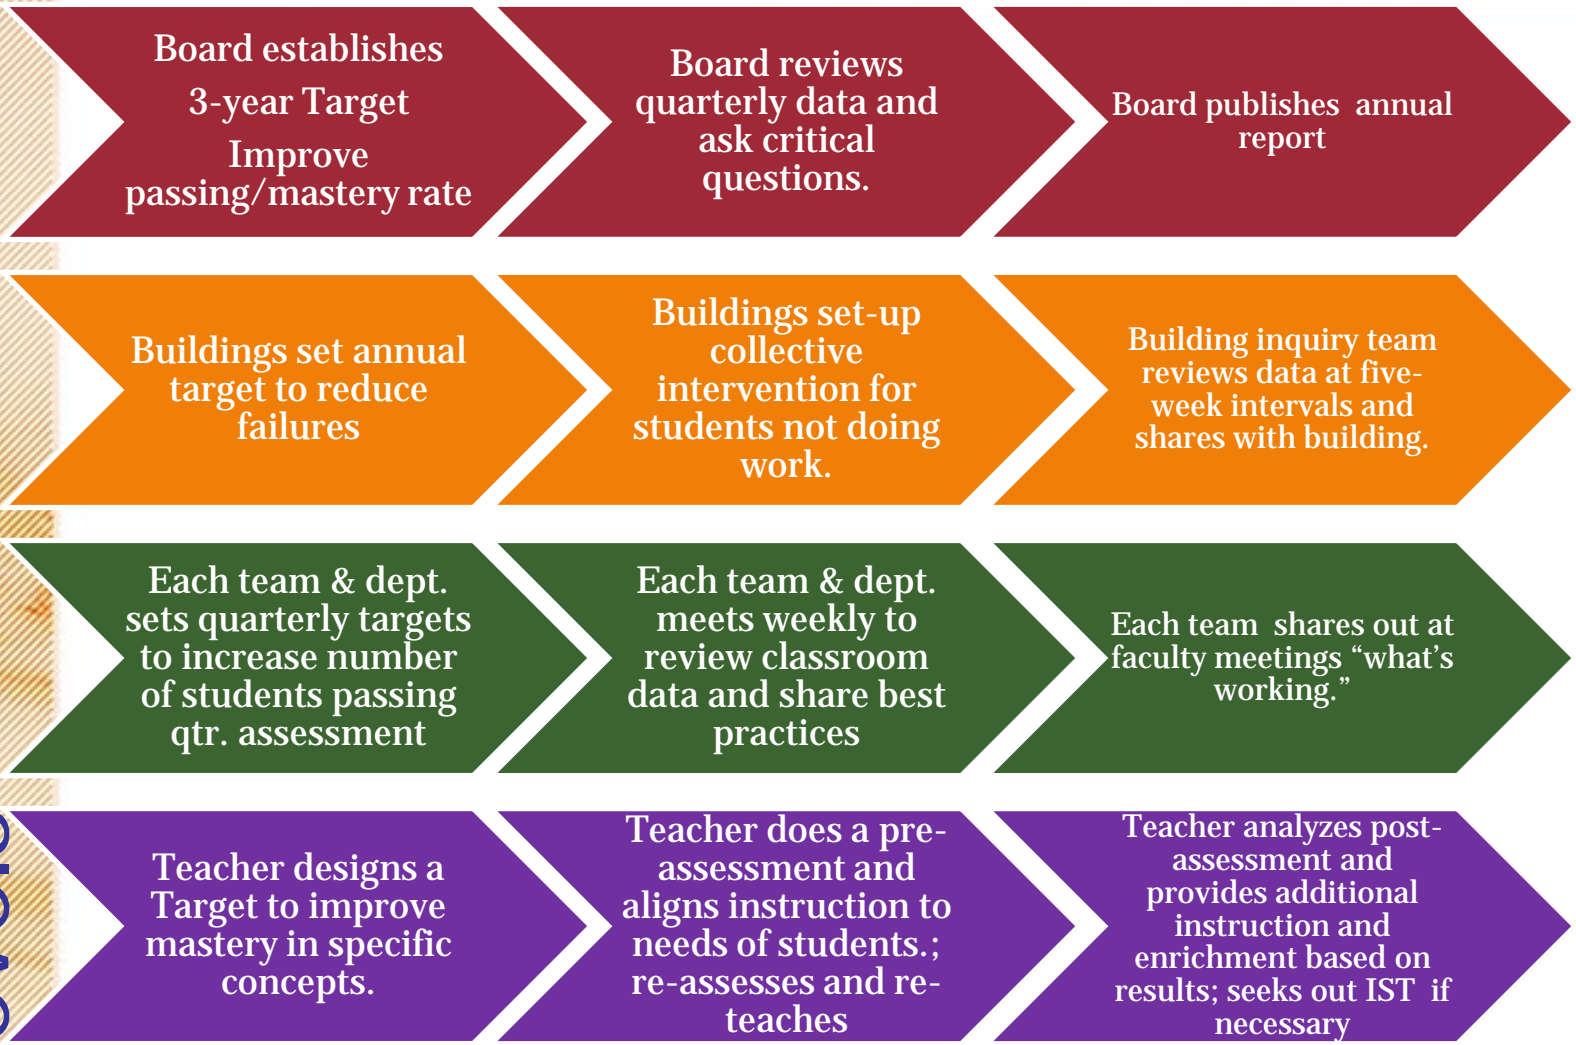 Board establishes
3-year Target
Improve
passing/mastery rate
Board reviews
quarterly data and
ask critical
questions.
Board publishes annual
report
Buildings set annual
target to reduce
failures
Buildings set-up
collective
intervention for
students not doing
work.
Building inquiry team
reviews data at five-
week intervals and
shares with building.
Each team & dept.
sets quarterly targets
to increase number
of students passing
qtr. assessment
Each team & dept.
meets weekly to
review classroom
data and share best
practices
Each team shares out at
faculty meetings “what’s
working.”
Teacher designs a
Target to improve
mastery in specific
concepts.
Teacher does a pre-
assessment and
aligns instruction to
needs of students.;
re-assesses and re-
teaches
Teacher analyzes post-
assessment and
provides additional
instruction and
enrichment based on
results; seeks out IST if
necessary